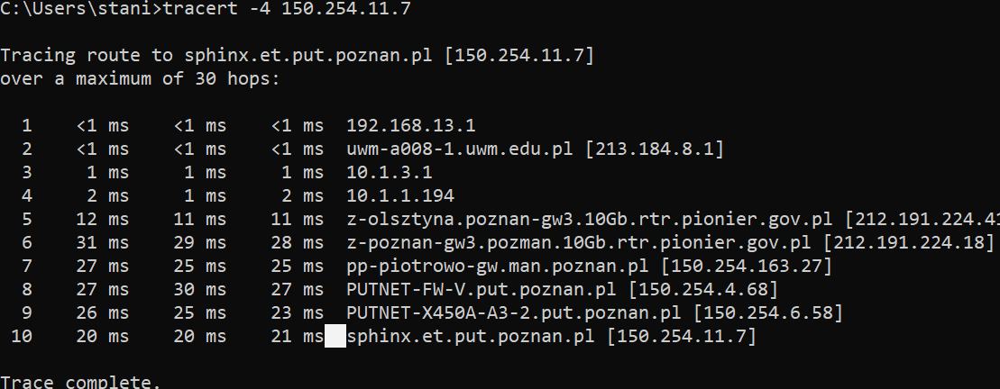 C:\Users\stani>tracert -4 150.254.11.7
Tracing route to sphinx.et.put.poznan.pl [150.254.11.7]
over a maximum of 30 hops:
1 <1 ms <1 ms <1 ms 192.168.13.1
2 <1 ms <1 ms <1 ms uwm-a008-1.uwm.edu.pl [213.184.8.1]
3 1 ms 1 ms 1 ms 10.1.3.1
4 2 ms 1 ms 2 ms 10.1.1.194
5 12 ms 11 ms 11 ms z-olsztyna.poznan-gw3.10Gb.rtr.pionier.gov.pl [212.191.224.41
6 31 ms 29 ms 28 ms z-poznan-gw3.pozman.10Gb.rtr.pionier.gov.pl [212.191.224.18]
7 27 ms 25 ms 25 ms pp-piotrowo-gw.man.poznan.pl [150.254.163.27]
8 27 ms 30 ms 27 ms PUTNET-FW-V.put.poznan.pl [150.254.4.68]
9 26 ms 25 ms 23 ms PUTNET-X450A-A3-2.put.poznan.pl [150.254.6.58]
10 20 ms 20 ms 21 ms sphinx.et.put.poznan.pl [150.254.11.7]
Trace complete.